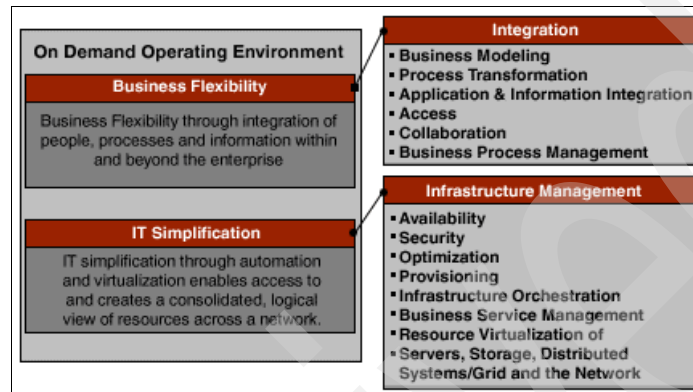 On Demand Operating Environment
Business Flexibility
Business Flexibility through integration of
people, processes and information within
and beyond the enterprise
IT Simplification
IT simplification through automation
and virtualization enables access to
and creates a consolidated, logical
view of resources across a network.
Integration
▪ Business Modeling
▪ Process Transformation
▪ Application & Information Integration
▪ Access
▪ Collaboration
▪ Business Process Management
Infrastructure Management
▪ Availability
▪ Security
▪ Optimization
▪ Provisioning
▪ Infrastructure Orchestration
▪ Business Service Management
▪ Resource Virtualization of
▪ Servers, Storage, Distributed
Systems/Grid and the Network